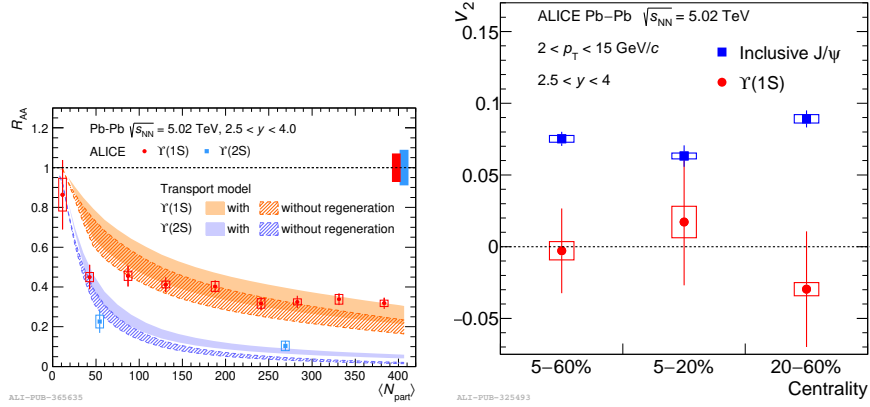 R_AA
1.2
1
0.8
0.6
0.4
0.2
0
Pb-Pb √s_NN = 5.02 TeV, 2.5 < y < 4.0
ALICE ϒ(1S) ϒ(2S)
Transport model
ϒ(1S) with without regeneration
ϒ(2S) with without regeneration
0 50 100 150 200 250 300 350 400
⟨N_part⟩
ALI-PUB-365635
v_2
0.15
0.1
0.05
0
−0.05
ALICE Pb−Pb √s_NN = 5.02 TeV
2 < p_T < 15 GeV/c
2.5 < y < 4
Inclusive J/ψ
ϒ(1S)
5−60% 5−20% 20−60%
Centrality
ALI-PUB-325493